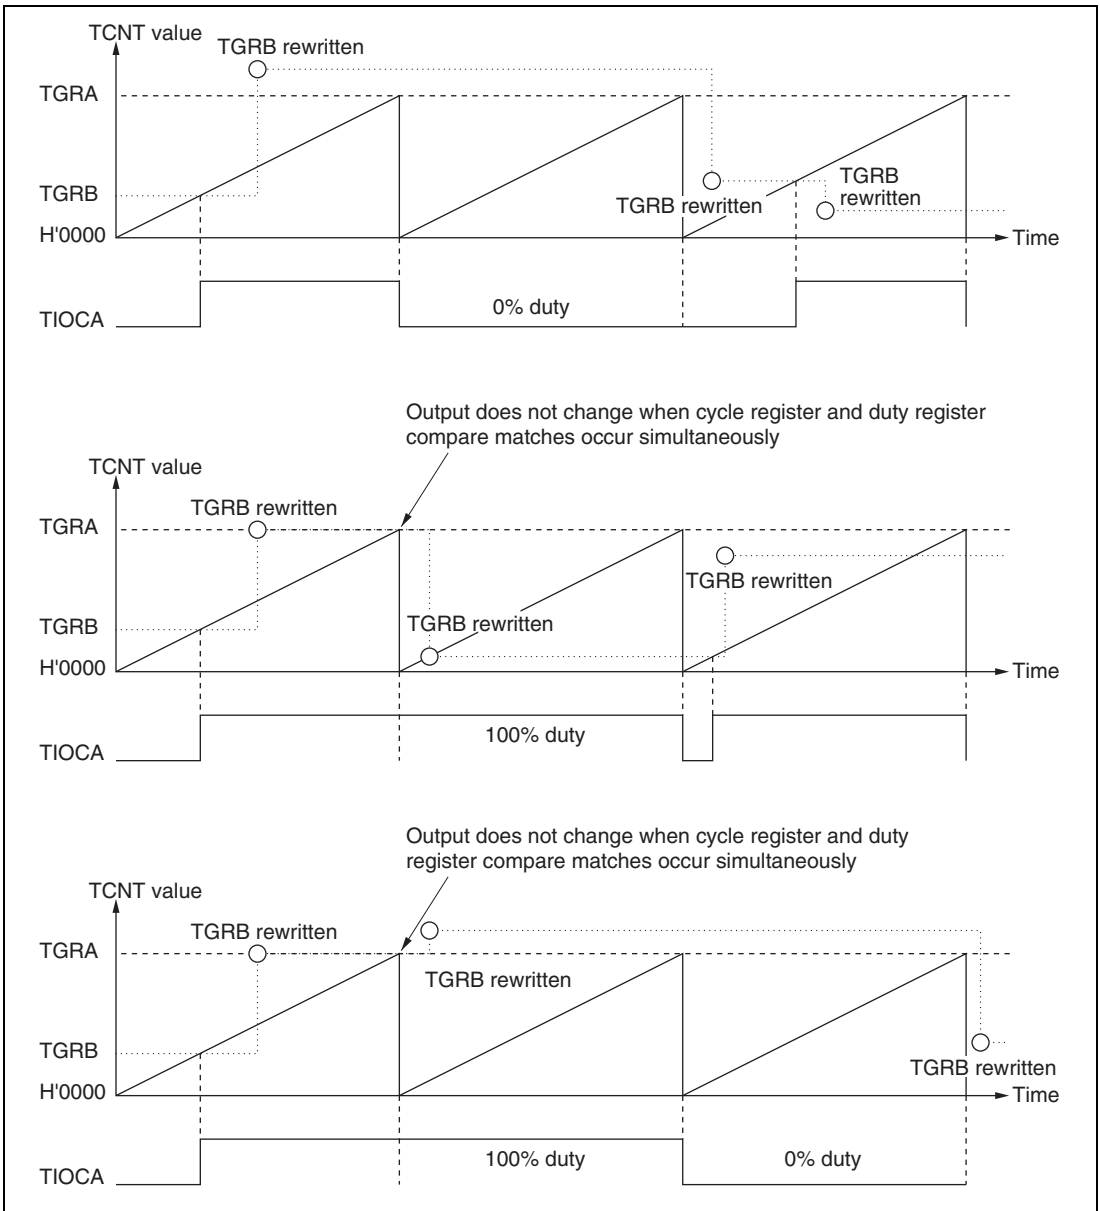 TCNT value
TGRB rewritten
TGRA
TGRB
TGRB
rewritten
TGRB rewritten
H'0000
Time
0% duty
TIOCA
Output does not change when cycle register and duty register
compare matches occur simultaneously
TCNT value
TGRB rewritten
TGRA
TGRB rewritten
TGRB
TGRB rewritten
H'0000
Time
100% duty
TIOCA
Output does not change when cycle register and duty
register compare matches occur simultaneously
TCNT value
TGRB rewritten
TGRA
TGRB rewritten
TGRB
TGRB rewritten
H'0000
Time
100% duty
0% duty
TIOCA